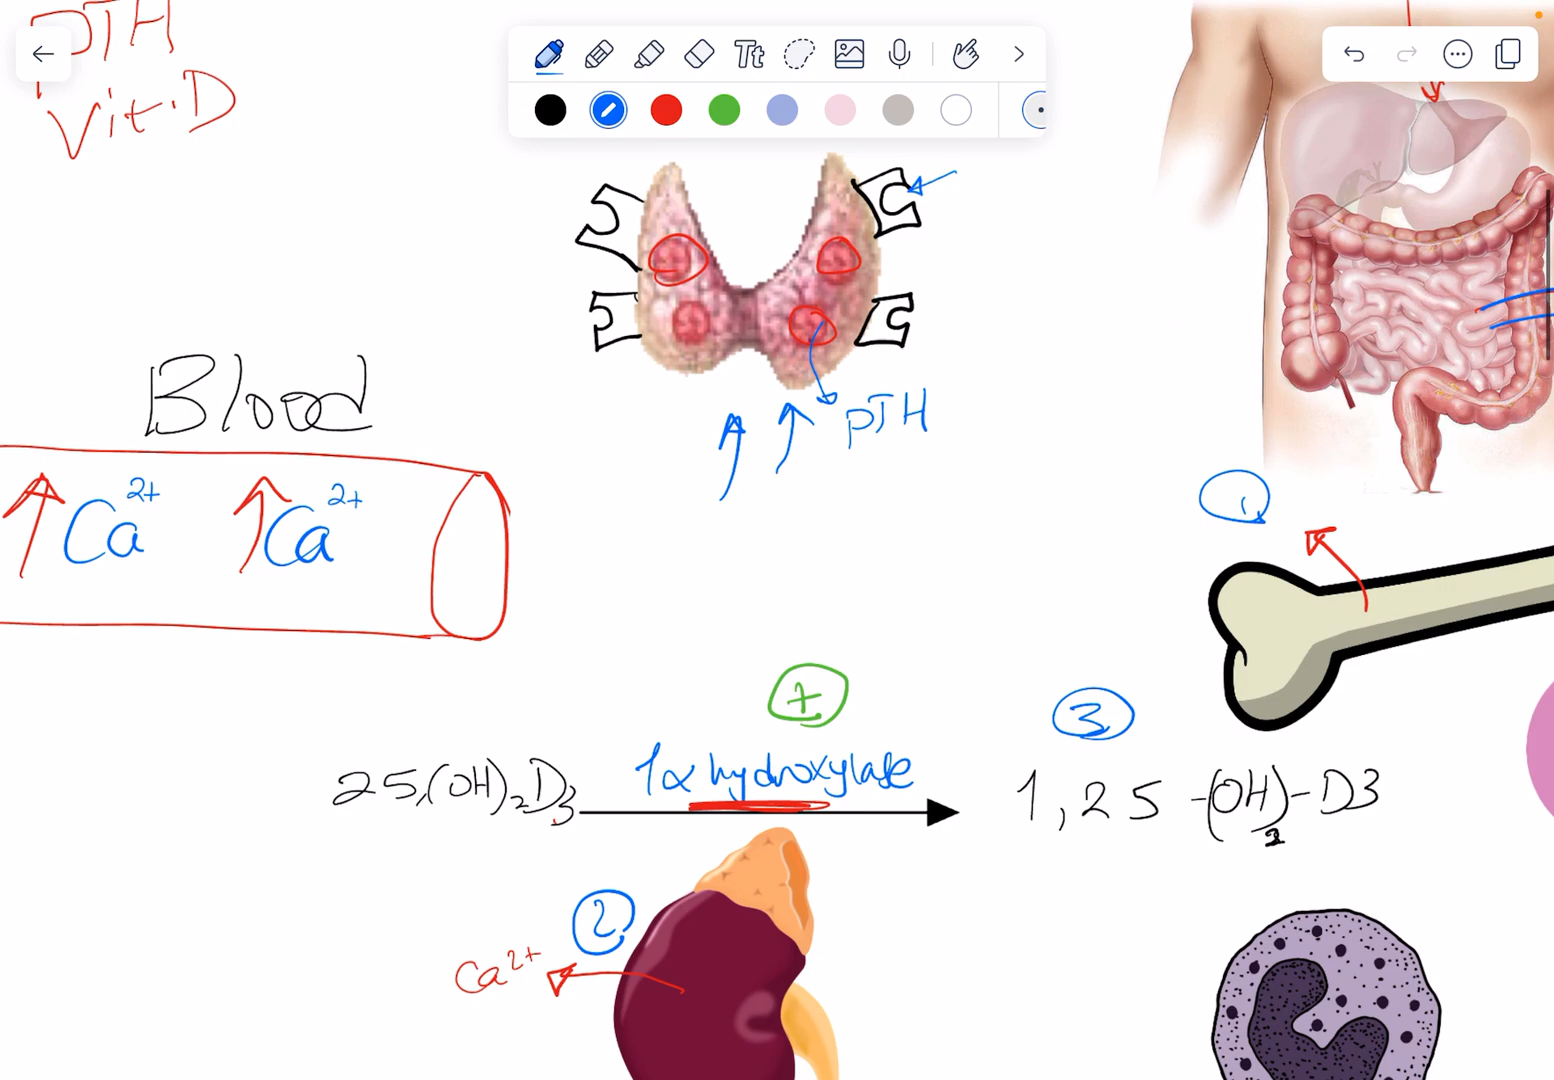 PTH
Vit.D
Tt
PTH
Blood
↑Ca²⁺ ↑Ca²⁺
1
+
3
25,(OH)₂D₃
1α hydroxylase
1,25-(OH)₂-D3
2
Ca²⁺